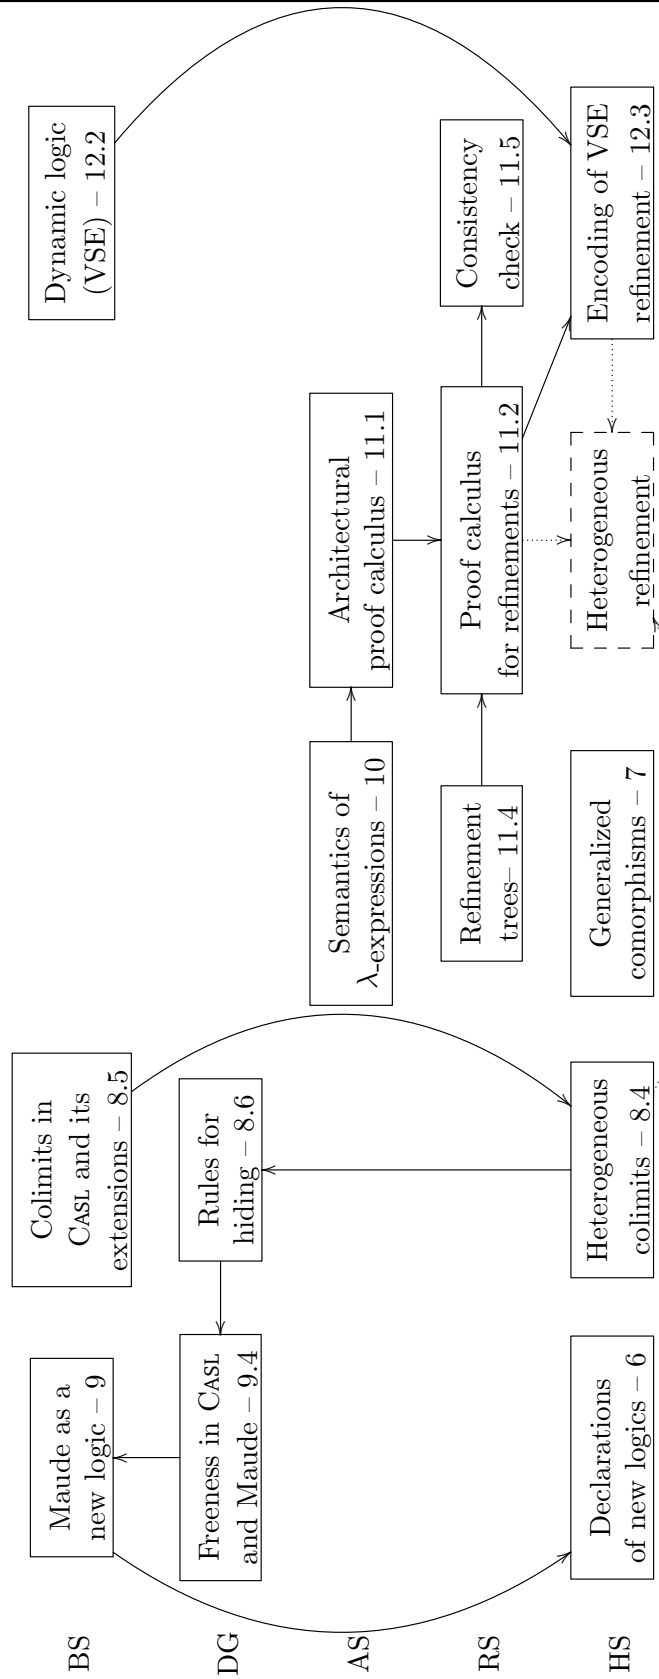 BS
Maude as a
new logic – 9
Colimits in
CASL and its
extensions – 8.5
Dynamic logic
(VSE) – 12.2
DG
Freeness in CASL
and Maude – 9.4
Rules for
hiding – 8.6
AS
Semantics of
λ-expressions – 10
Architectural
proof calculus – 11.1
RS
Refinement
trees– 11.4
Proof calculus
for refinements – 11.2
Consistency
check – 11.5
HS
Declarations
of new logics – 6
Heterogeneous
colimits – 8.4
Generalized
comorphisms – 7
Heterogeneous
refinement
Encoding of VSE
refinement – 12.3